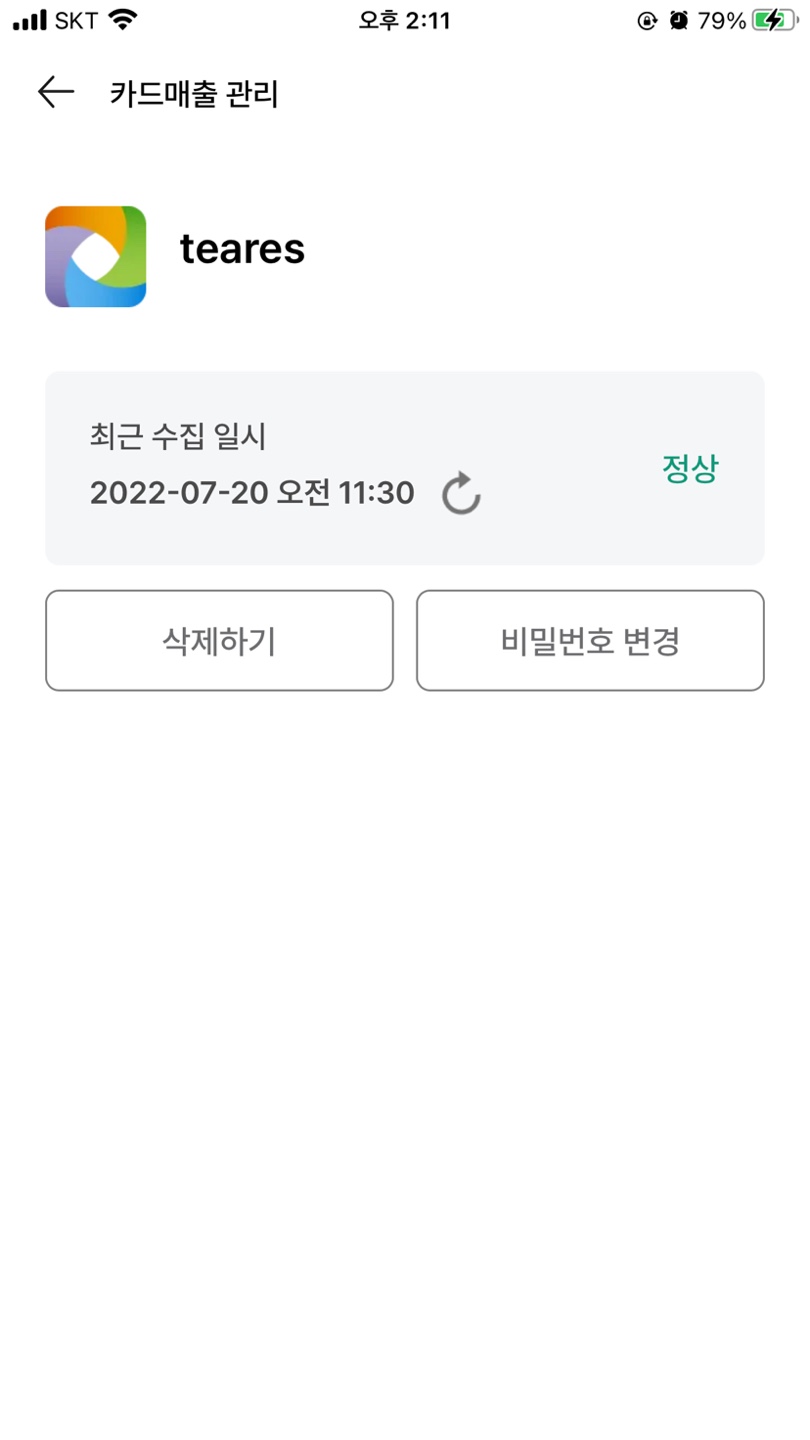 SKT 오후 2:11 79%
카드매출 관리
teares
최근 수집 일시
2022-07-20 오전 11:30
정상
삭제하기
비밀번호 변경